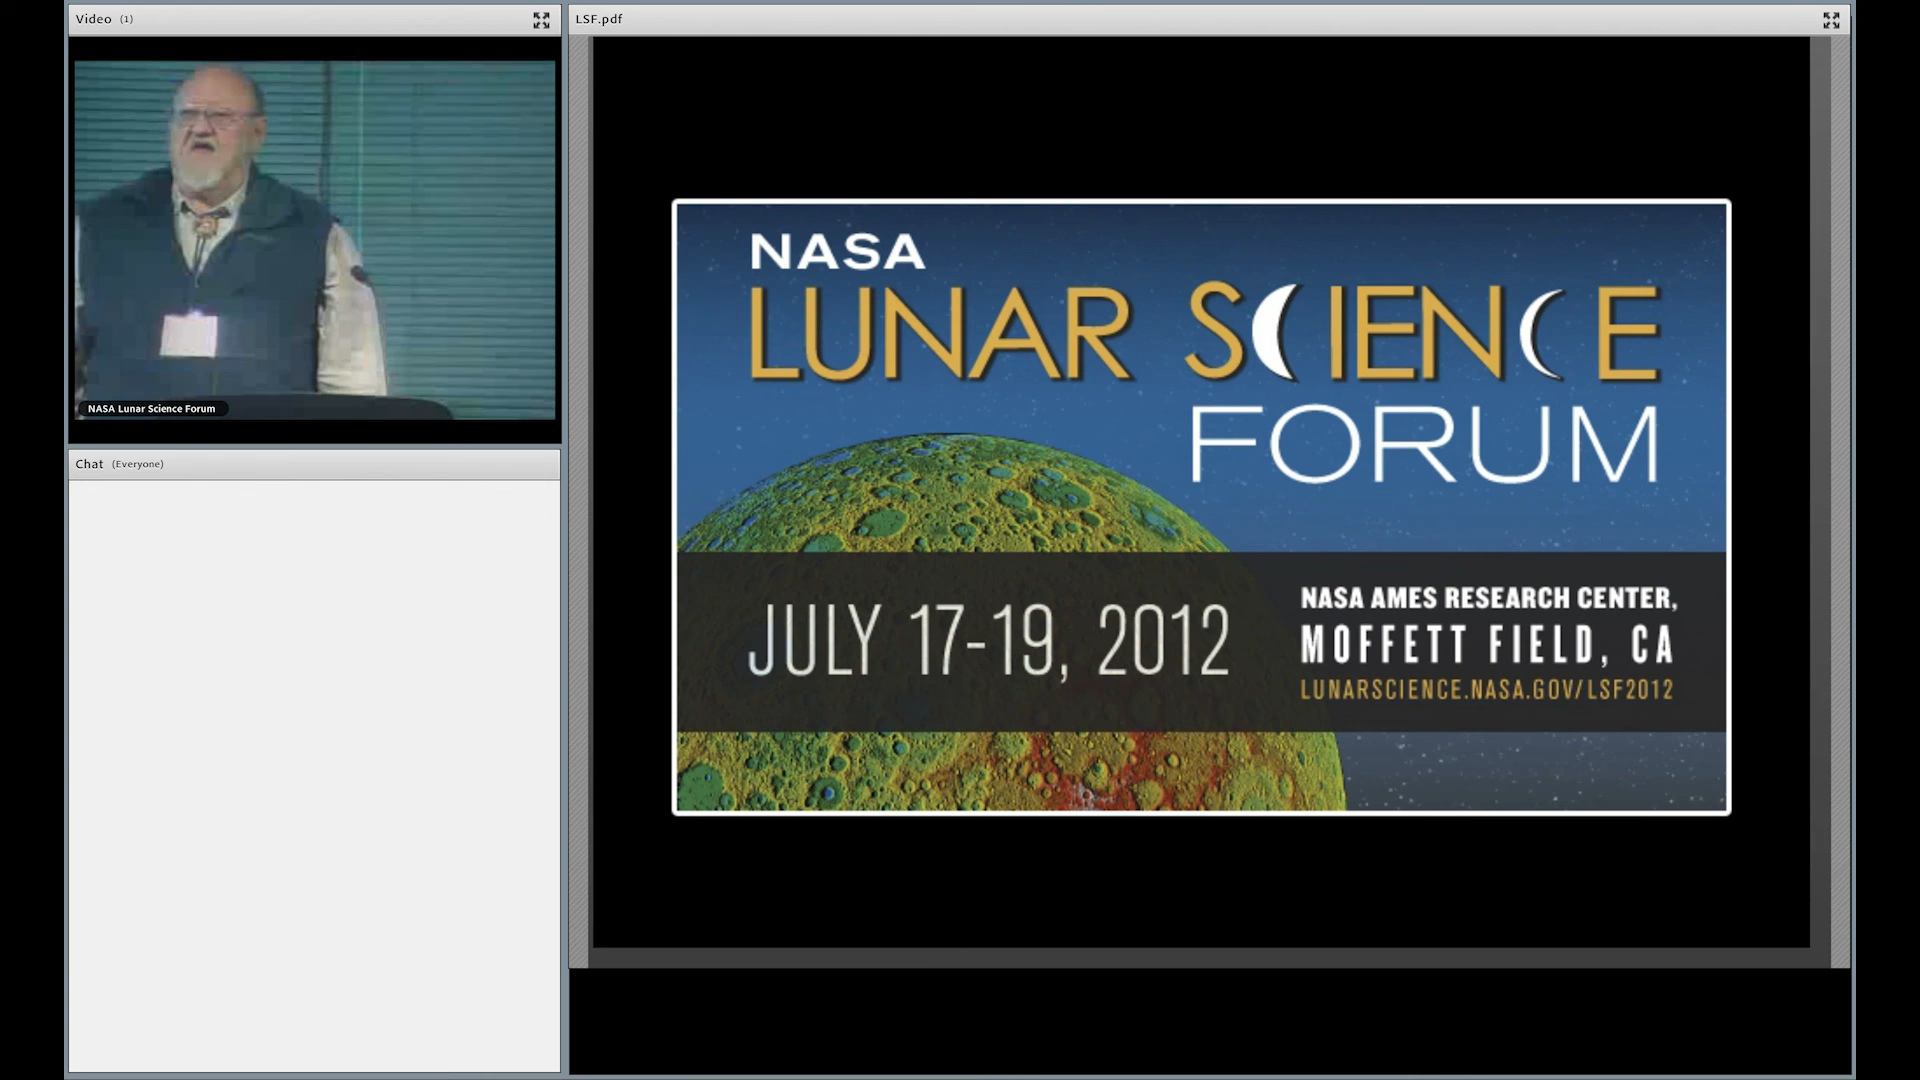 Video (1)
NASA Lunar Science Forum
Chat (Everyone)
LSF.pdf
NASA
LUNAR SCIENCE
FORUM
JULY 17-19, 2012
NASA AMES RESEARCH CENTER,
MOFFETT FIELD, CA
LUNARSCIENCE.NASA.GOV/LSF2012